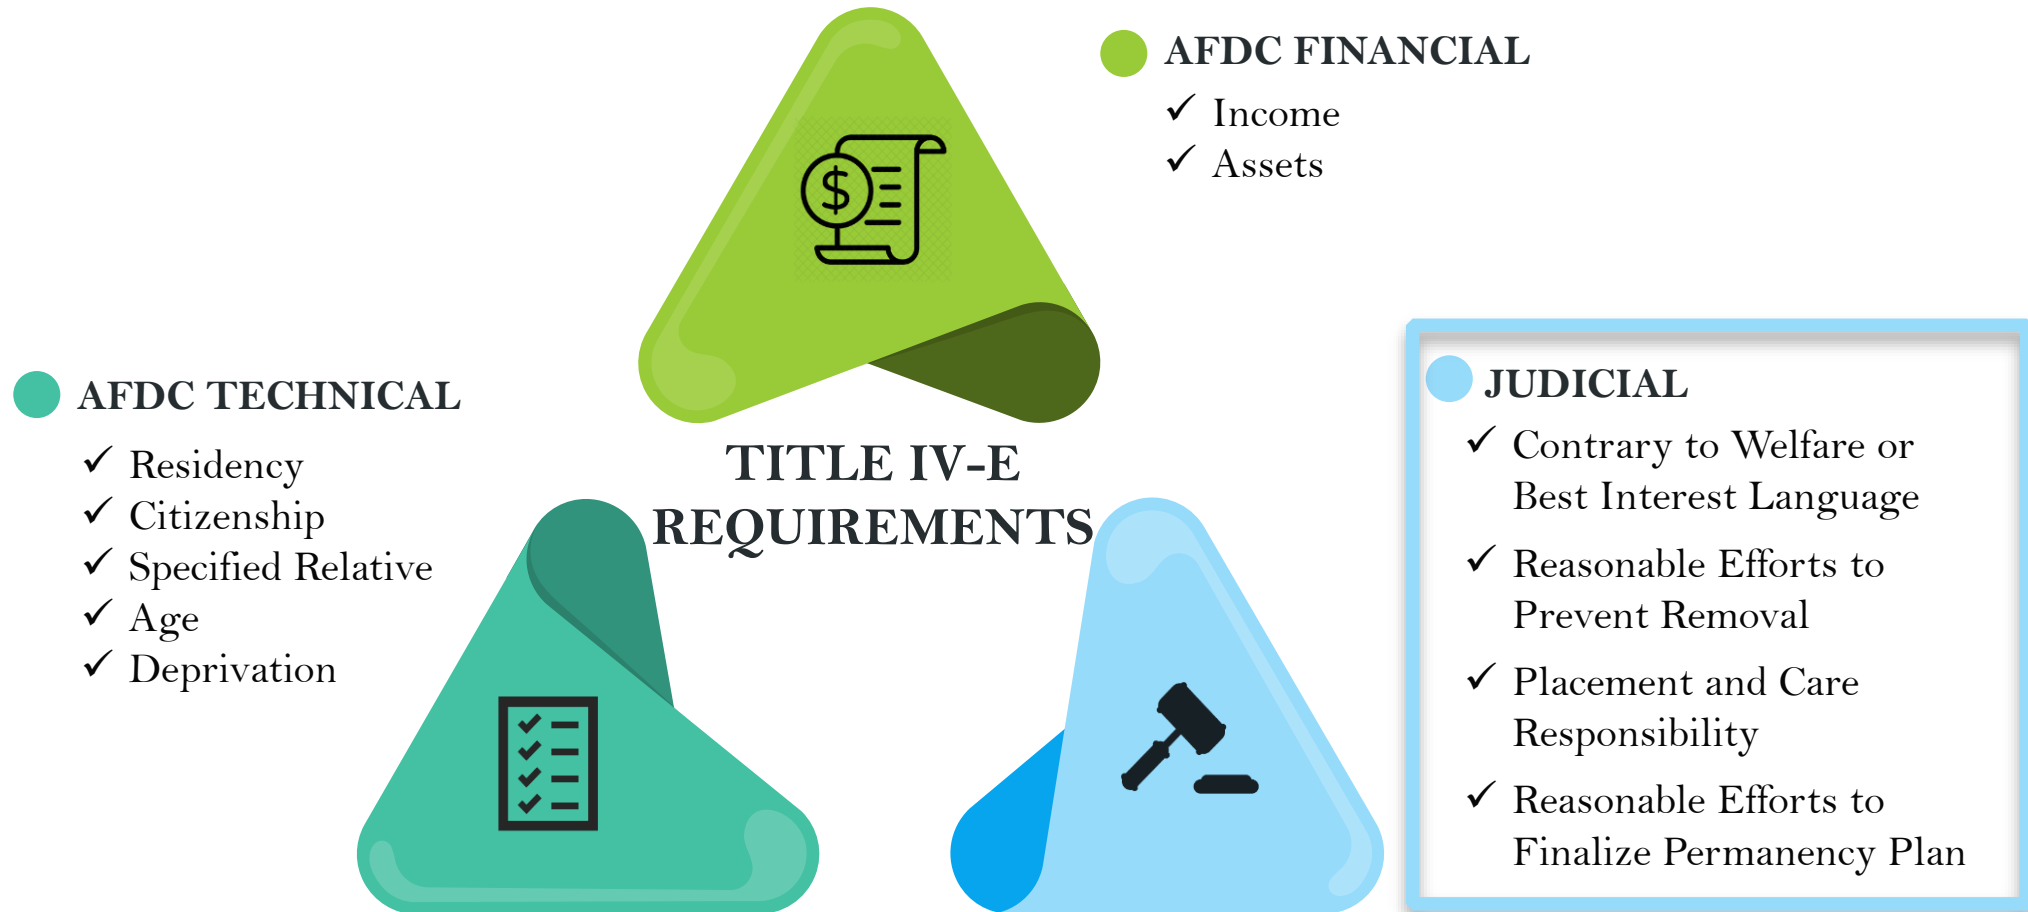 AFDC FINANCIAL
✓ Income
✓ Assets
AFDC TECHNICAL
✓ Residency
✓ Citizenship
✓ Specified Relative
✓ Age
✓ Deprivation
TITLE IV-E
REQUIREMENTS
JUDICIAL
✓ Contrary to Welfare or
Best Interest Language
✓ Reasonable Efforts to
Prevent Removal
✓ Placement and Care
Responsibility
✓ Reasonable Efforts to
Finalize Permanency Plan
$